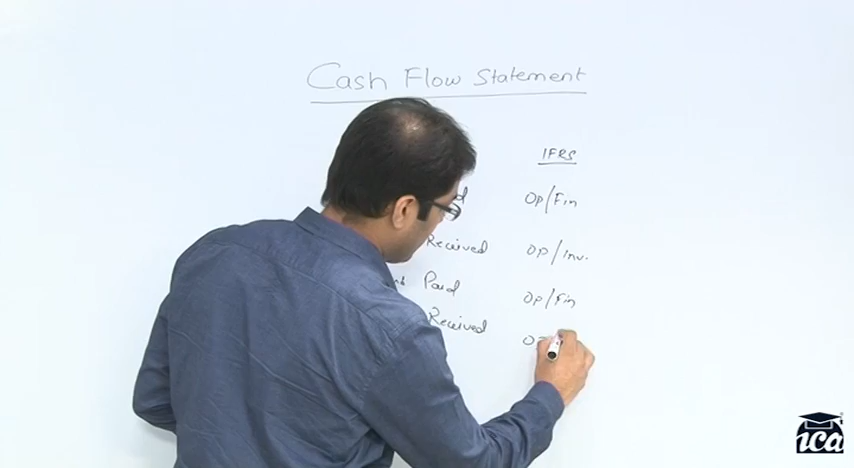 Cash Flow Statement
IFRS
Op/Fin
Received Op/Inv.
Paid Op/Fin
Received
ica